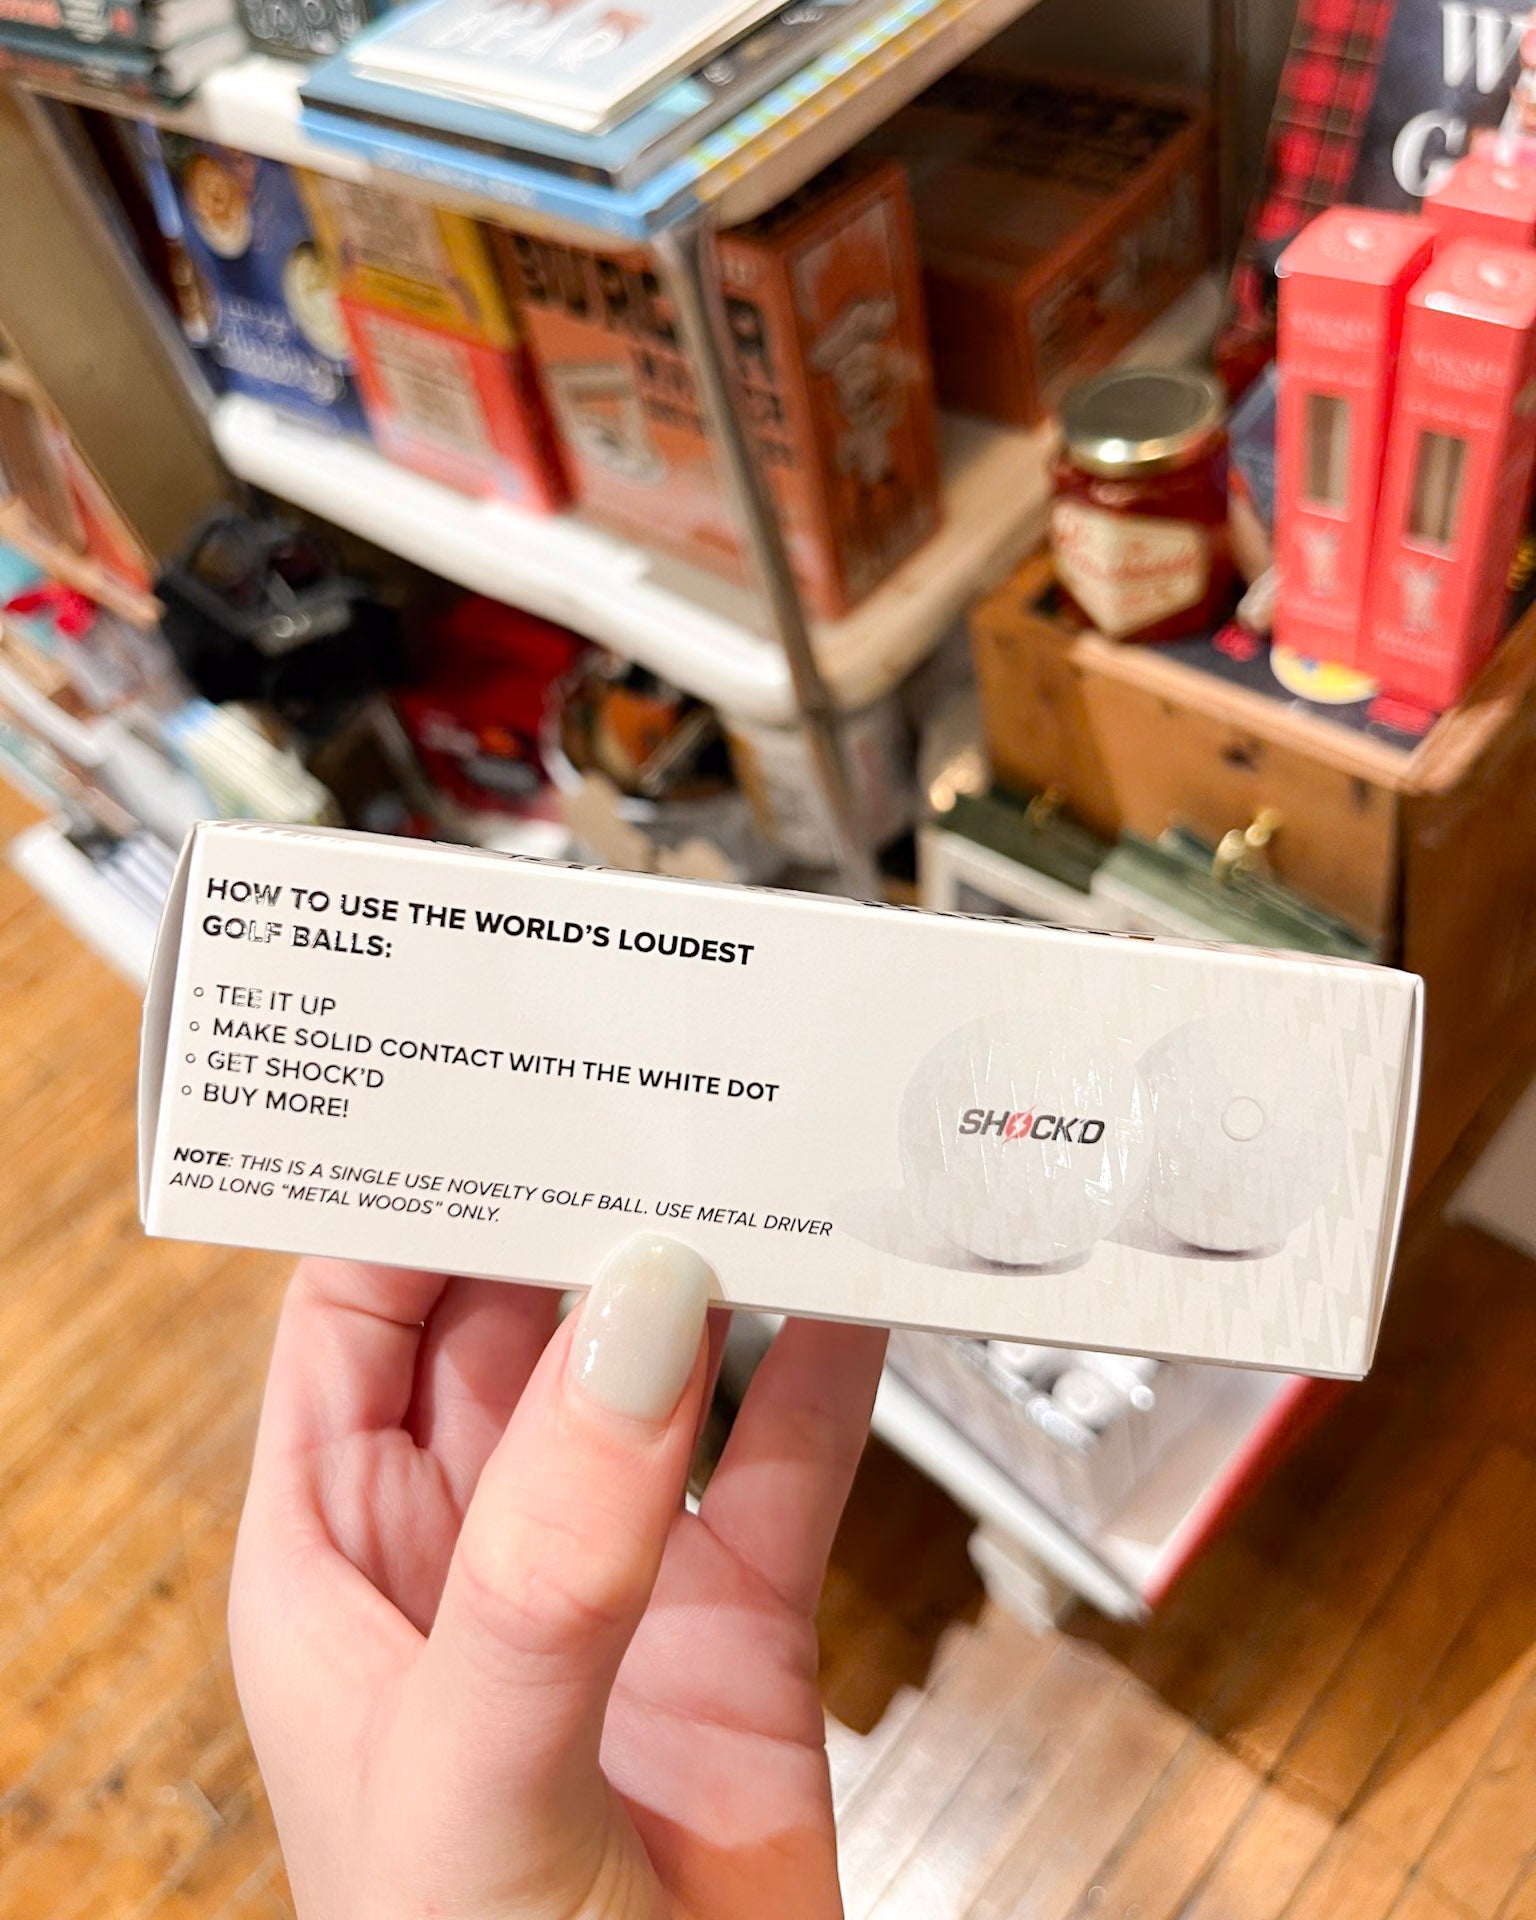 BEAR
W
G
BURGER
HOW TO USE THE WORLD'S LOUDEST
GOLF BALLS:
○ TEE IT UP
○ MAKE SOLID CONTACT WITH THE WHITE DOT
○ GET SHOCK'D
○ BUY MORE!
NOTE: THIS IS A SINGLE USE NOVELTY GOLF BALL. USE METAL DRIVER
AND LONG “METAL WOODS” ONLY.
SHOCK'D